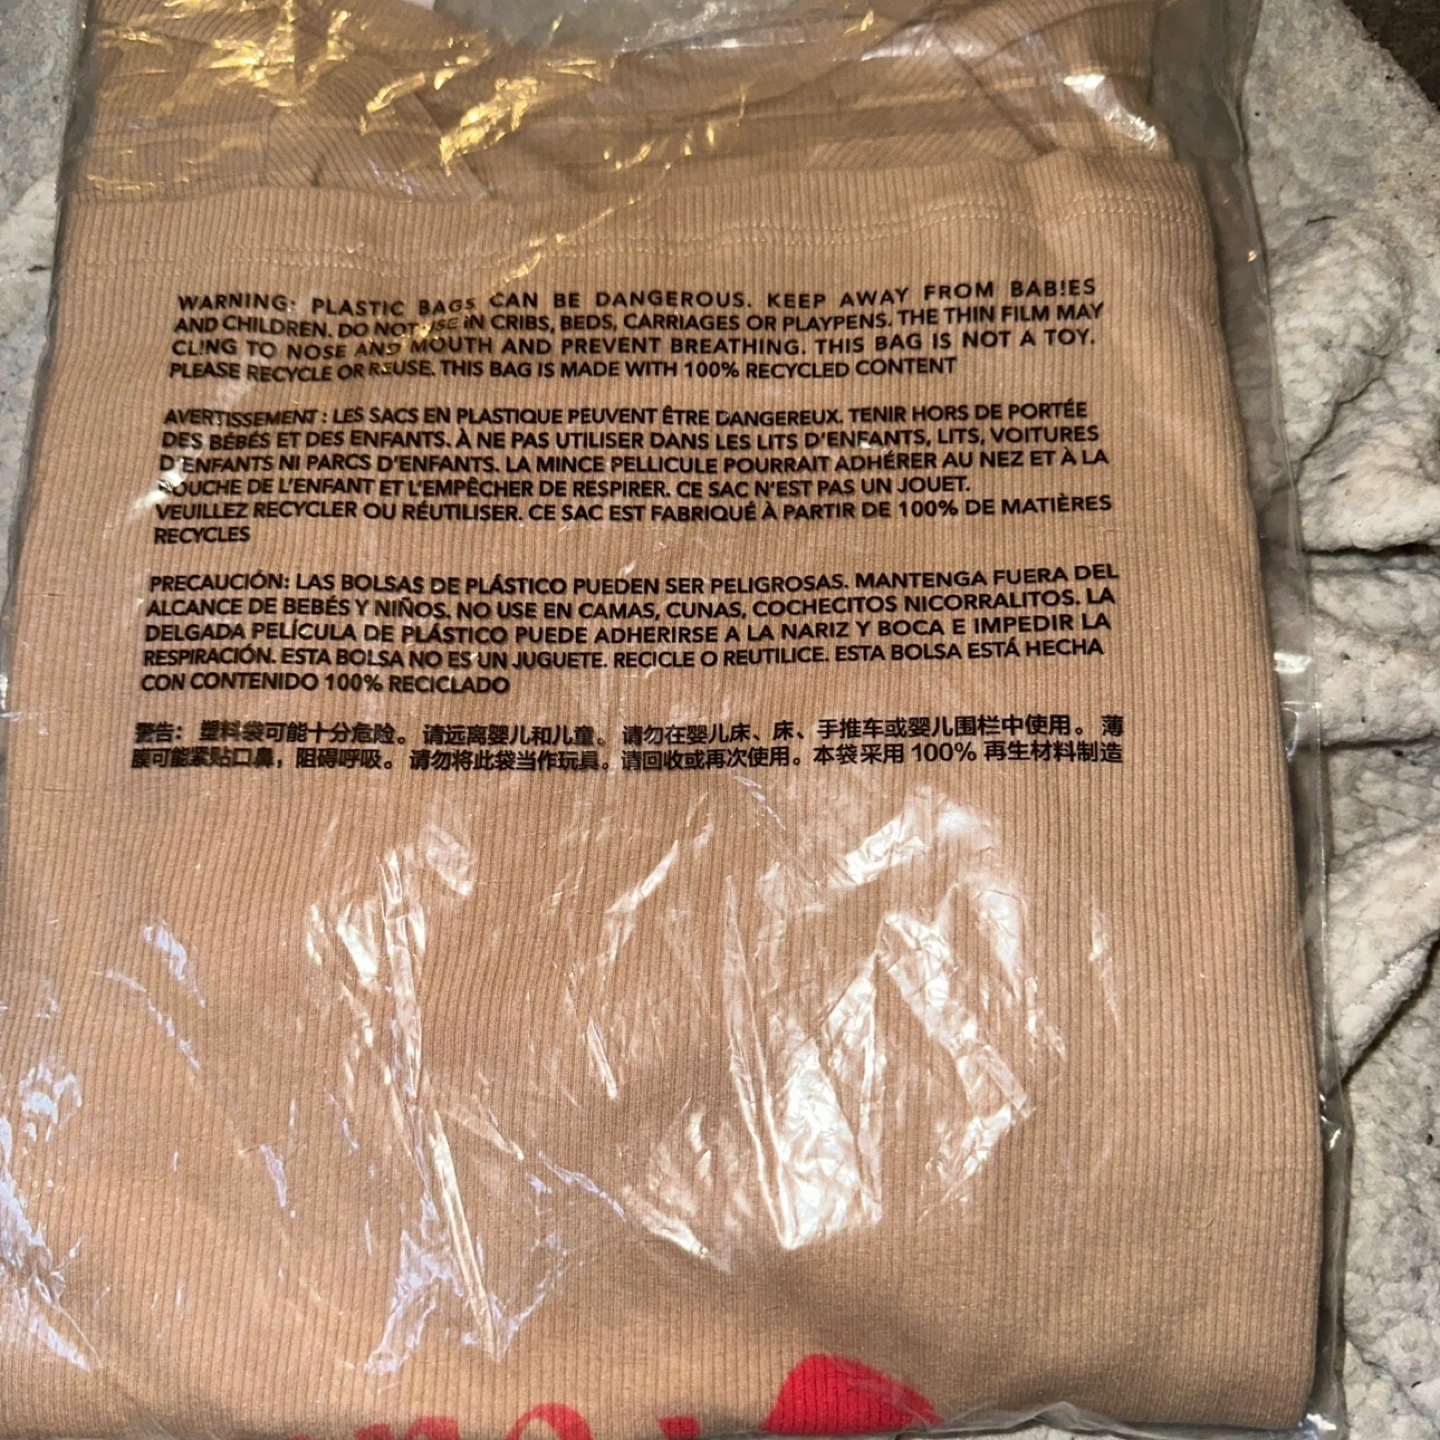 WARNING: PLASTIC BAGS CAN BE DANGEROUS. KEEP AWAY FROM BABIES
AND CHILDREN. DO NOT USE IN CRIBS, BEDS, CARRIAGES OR PLAYPENS. THE THIN FILM MAY
CLING TO NOSE AND MOUTH AND PREVENT BREATHING. THIS BAG IS NOT A TOY.
PLEASE RECYCLE OR REUSE. THIS BAG IS MADE WITH 100% RECYCLED CONTENT
AVERTISSEMENT : LES SACS EN PLASTIQUE PEUVENT ÊTRE DANGEREUX. TENIR HORS DE PORTÉE
DES BÉBÉS ET DES ENFANTS. À NE PAS UTILISER DANS LES LITS D'ENFANTS, LITS, VOITURES
D'ENFANTS NI PARCS D'ENFANTS. LA MINCE PELLICULE POURRAIT ADHÉRER AU NEZ ET À LA
BOUCHE DE L'ENFANT ET L'EMPÊCHER DE RESPIRER. CE SAC N'EST PAS UN JOUET.
VEUILLEZ RECYCLER OU RÉUTILISER. CE SAC EST FABRIQUÉ À PARTIR DE 100% DE MATIÈRES
RECYCLES
PRECAUCIÓN: LAS BOLSAS DE PLÁSTICO PUEDEN SER PELIGROSAS. MANTENGA FUERA DEL
ALCANCE DE BEBÉS Y NIÑOS. NO USE EN CAMAS, CUNAS, COCHECITOS NICORRALITOS. LA
DELGADA PELÍCULA DE PLÁSTICO PUEDE ADHERIRSE A LA NARIZ Y BOCA E IMPEDIR LA
RESPIRACIÓN. ESTA BOLSA NO ES UN JUGUETE. RECICLE O REUTILICE. ESTA BOLSA ESTÁ HECHA
CON CONTENIDO 100% RECICLADO
警告：塑料袋可能十分危险。请远离婴儿和儿童。请勿在婴儿床、床、手推车或婴儿围栏中使用。薄
膜可能紧贴口鼻，阻碍呼吸。请勿将此袋当作玩具。请回收或再次使用。本袋采用 100% 再生材料制造